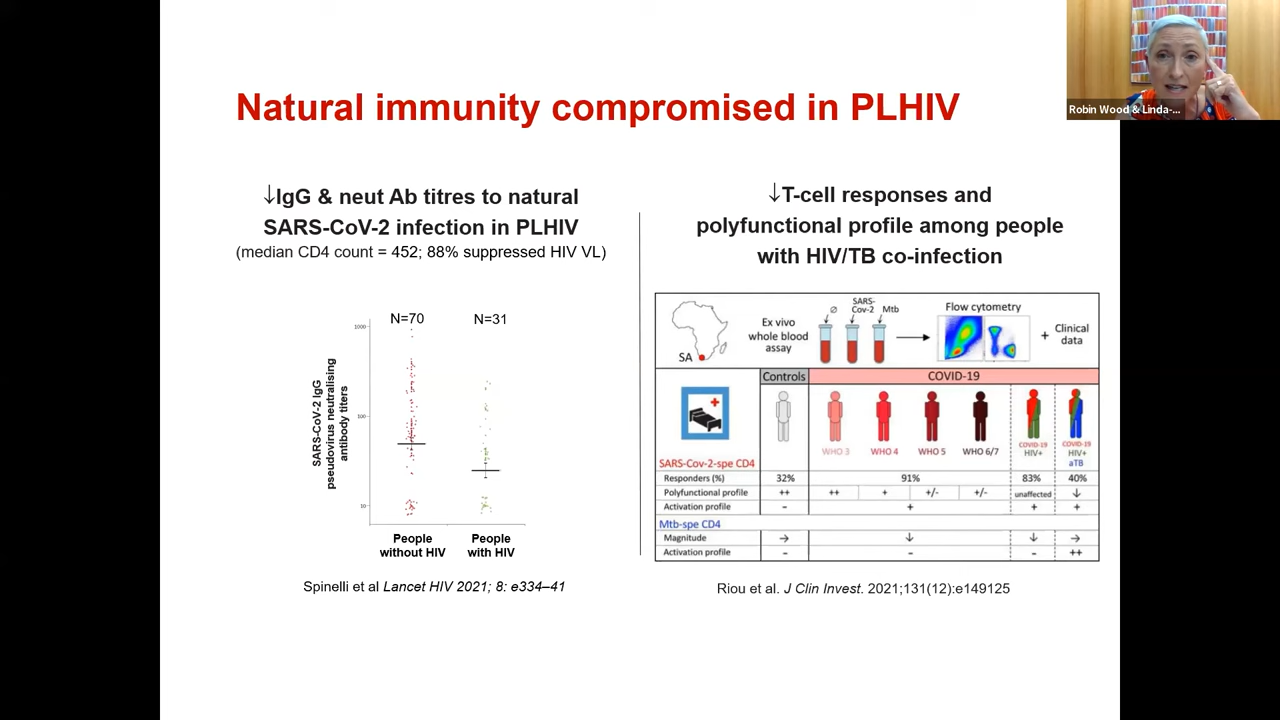 Natural immunity compromised in PLHIV
Robin Wood & Linda-...
↓IgG & neut Ab titres to natural
SARS-CoV-2 infection in PLHIV
(median CD4 count = 452; 88% suppressed HIV VL)
N=70 N=31
1000
100
10
SARS-CoV-2 IgG
pseudovirus neutralising
antibody titers
People
without HIV
People
with HIV
Spinelli et al Lancet HIV 2021; 8: e334–41
↓T-cell responses and
polyfunctional profile among people
with HIV/TB co-infection
SA
Ex vivo
whole blood
assay
∅
SARS-
Cov-2
Mtb
Flow cytometry
+ Clinical
data
Controls COVID-19
WHO 3 WHO 4 WHO 5 WHO 6/7
COVID-19
HIV+
COVID-19
HIV+
aTB
SARS-Cov-2-spe CD4
Responders (%) 32% 91% 83% 40%
Polyfunctional profile ++ ++ + +/- +/- unaffected ↓
Activation profile - + + +
Mtb-spe CD4
Magnitude → ↓ ↓ →
Activation profile - - - ++
Riou et al. J Clin Invest. 2021;131(12):e149125